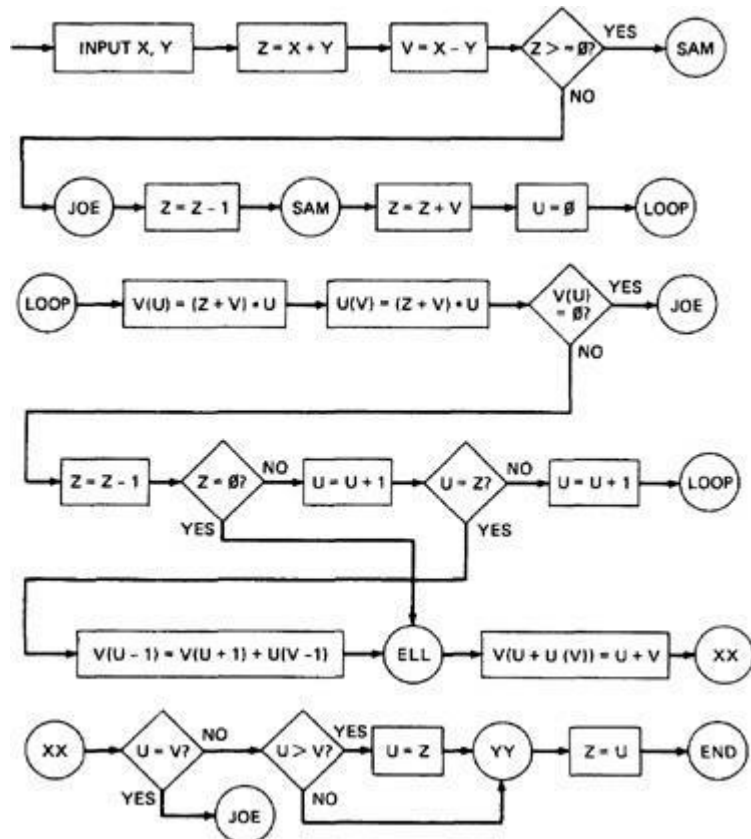 INPUT X, Y
Z = X + Y
V = X – Y
Z > = Ø?
YES
SAM
NO
JOE
Z = Z – 1
SAM
Z = Z + V
U = Ø
LOOP
LOOP
V(U) = (Z + V) * U
U(V) = (Z + V) * U
V(U) = Ø?
YES
JOE
NO
Z = Z – 1
Z = Ø?
NO
U = U + 1
U = Z?
NO
U = U + 1
LOOP
YES
YES
V(U – 1) = V(U + 1) + U(V –1)
ELL
V(U + U (V)) = U + V
XX
XX
U = V?
NO
U > V?
YES
U = Z
YY
Z = U
END
YES
NO
JOE